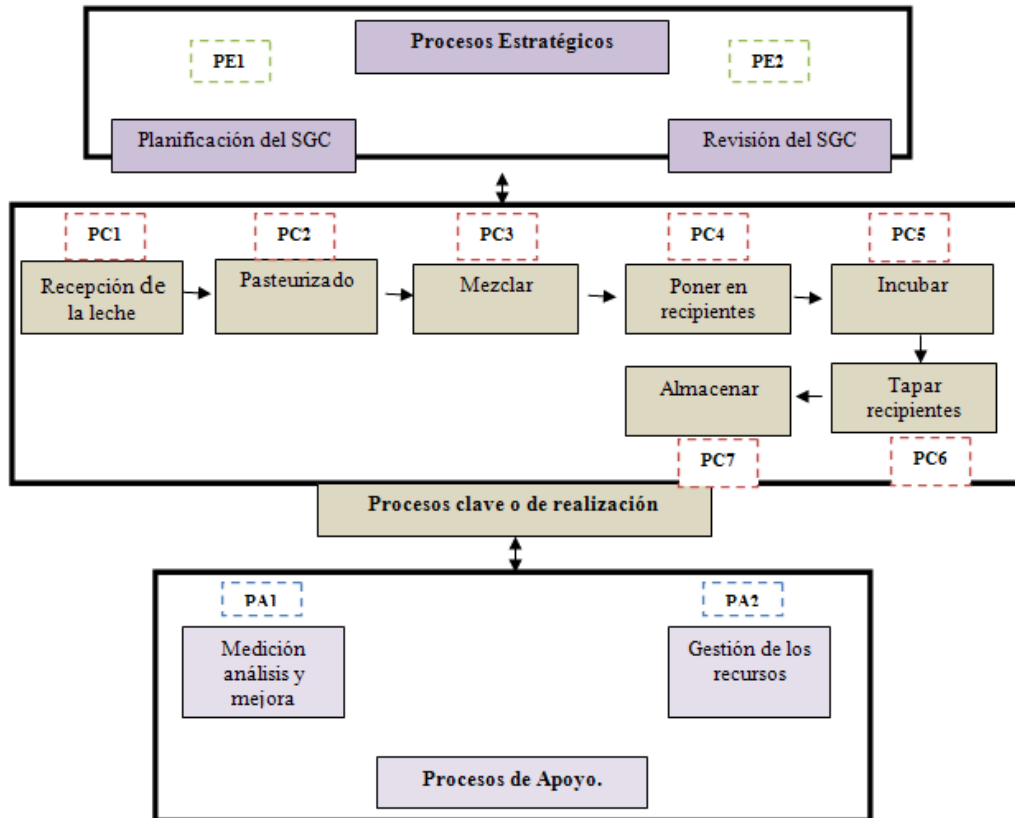 Procesos Estratégicos
PE1
PE2
Planificación del SGC
Revisión del SGC
PC1
PC2
PC3
PC4
PC5
Recepción de
la leche
Pasteurizado
Mezclar
Poner en
recipientes
Incubar
Almacenar
Tapar
recipientes
PC7
PC6
Procesos clave o de realización
PA1
PA2
Medición
análisis y
mejora
Gestión de los
recursos
Procesos de Apoyo.